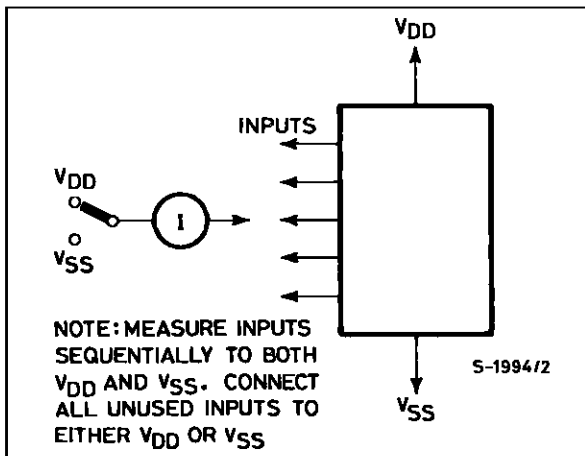 VDD
INPUTS
VDD
I
VSS
NOTE: MEASURE INPUTS
SEQUENTIALLY TO BOTH
VDD AND VSS. CONNECT
ALL UNUSED INPUTS TO
EITHER VDD OR VSS
S-1994/2
VSS